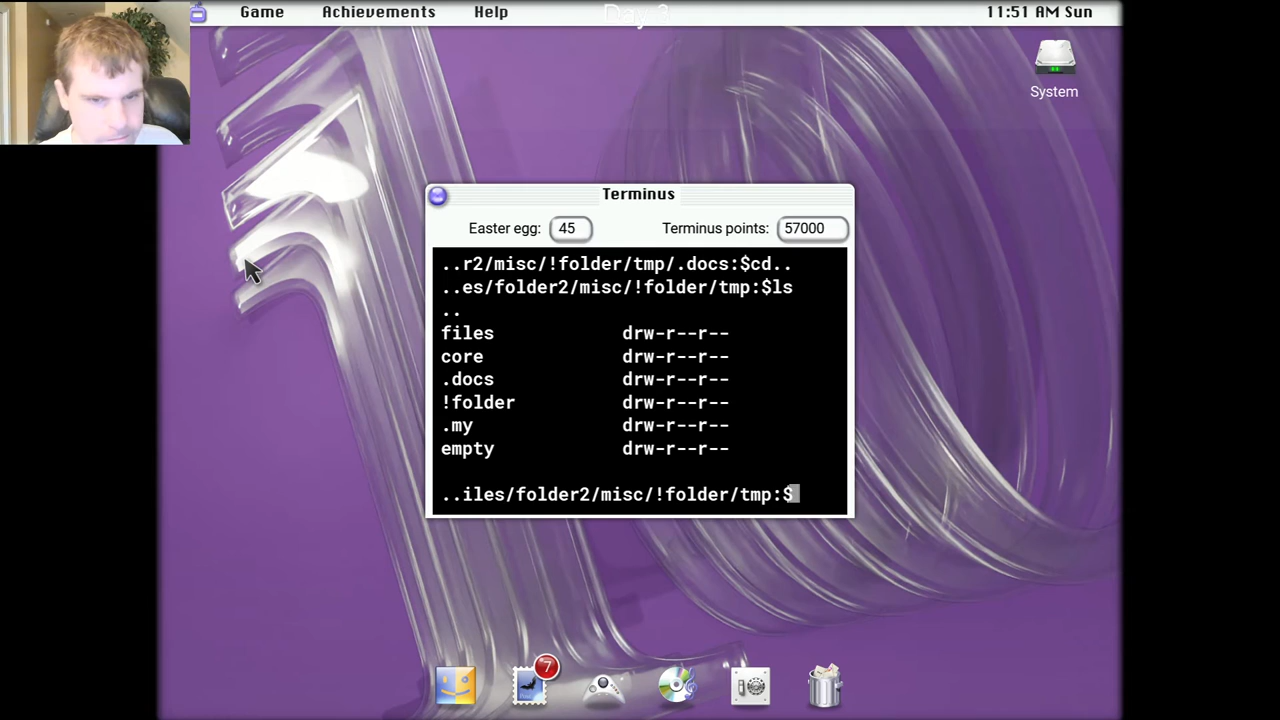 Game Achievements Help Day 3 11:51 AM Sun
System
Terminus
Easter egg: 45 Terminus points: 57000
..r2/misc/!folder/tmp/.docs:$cd..
..es/folder2/misc/!folder/tmp:$ls
..
files drw-r--r--
core drw-r--r--
.docs drw-r--r--
!folder drw-r--r--
.my drw-r--r--
empty drw-r--r--
..iles/folder2/misc/!folder/tmp:$
7